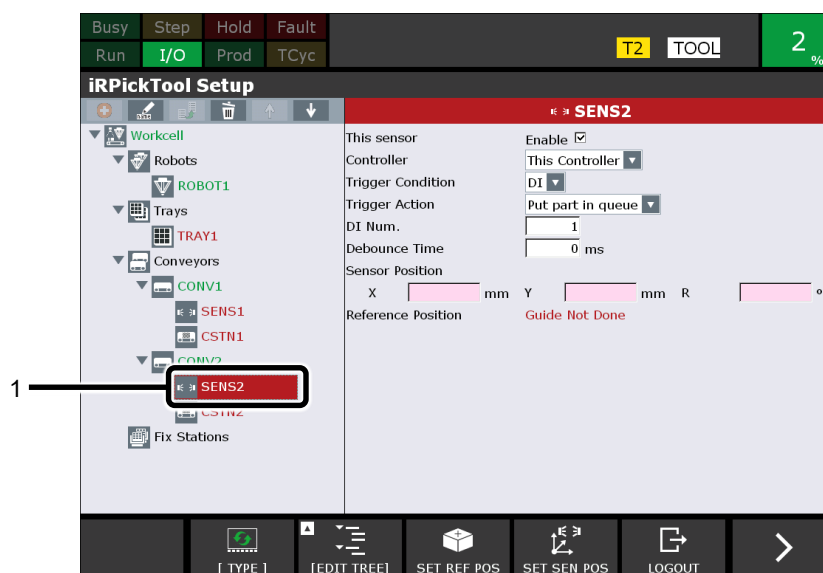 Busy Step Hold Fault
Run I/O Prod TCyc
T2 TOOL 2 %
iRPickTool Setup
SENS2
Workcell
Robots
ROBOT1
Trays
TRAY1
Conveyors
CONV1
SENS1
CSTN1
CONV2
SENS2
CSTN2
Fix Stations
This sensor Enable
Controller This Controller
Trigger Condition DI
Trigger Action Put part in queue
DI Num. 1
Debounce Time 0 ms
Sensor Position
X mm Y mm R °
Reference Position Guide Not Done
1
[ TYPE ] [EDIT TREE] SET REF POS SET SEN POS LOGOUT >